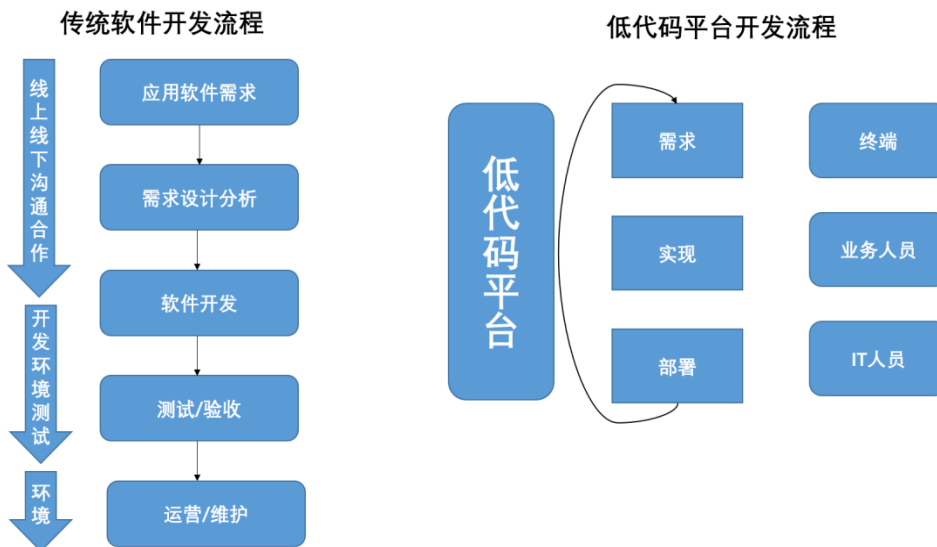 传统软件开发流程
线上线下沟通合作
开发环境测试
环境
应用软件需求
需求设计分析
软件开发
测试/验收
运营/维护
低代码平台开发流程
低代码平台
需求
实现
部署
终端
业务人员
IT人员